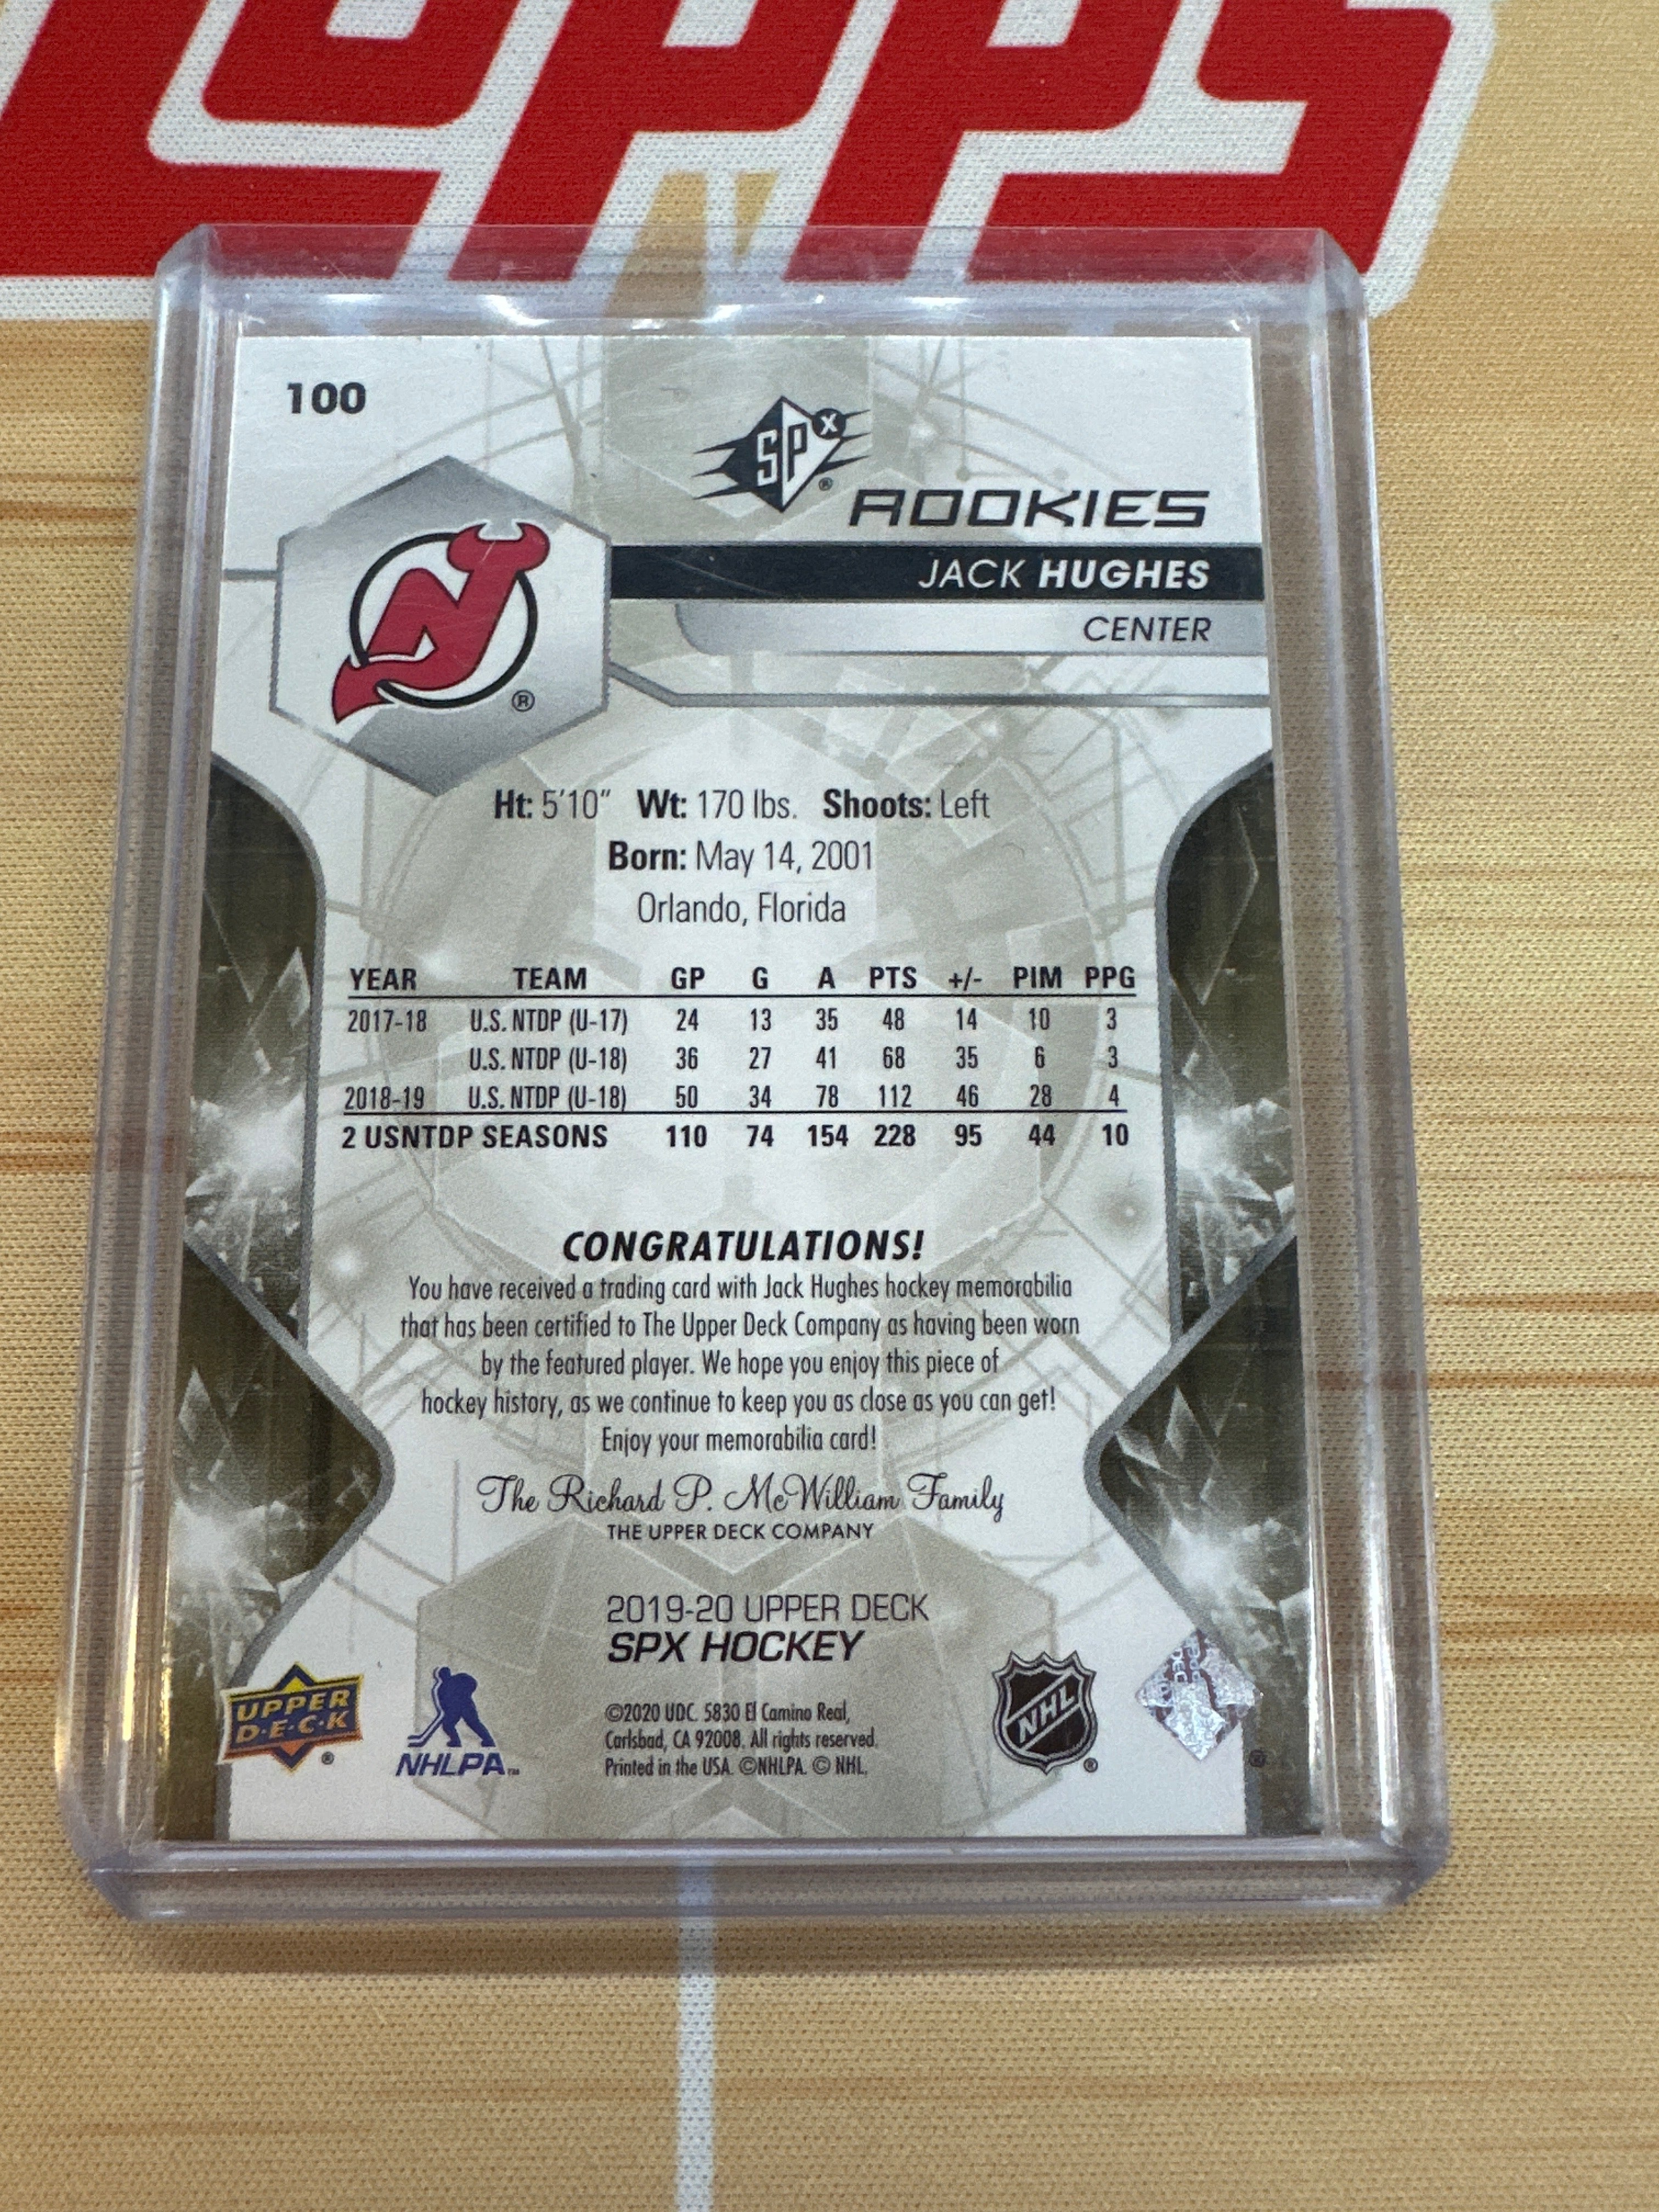 TOPPS
100
SPX®
ROOKIES
JACK HUGHES
CENTER
NJ
®
Ht: 5'10" Wt: 170 lbs. Shoots: Left
Born: May 14, 2001
Orlando, Florida
YEAR TEAM GP G A PTS +/- PIM PPG
2017-18 U.S. NTDP (U-17) 24 13 35 48 14 10 3
U.S. NTDP (U-18) 36 27 41 68 35 6 3
2018-19 U.S. NTDP (U-18) 50 34 78 112 46 28 4
2 USNTDP SEASONS 110 74 154 228 95 44 10
CONGRATULATIONS!
You have received a trading card with Jack Hughes hockey memorabilia
that has been certified to The Upper Deck Company as having been worn
by the featured player. We hope you enjoy this piece of
hockey history, as we continue to keep you as close as you can get!
Enjoy your memorabilia card!
The Richard P. McWilliam Family
THE UPPER DECK COMPANY
2019-20 UPPER DECK
SPX HOCKEY
UPPER
D·E·C·K
®
NHLPA™
©2020 UDC. 5830 El Camino Real,
Carlsbad, CA 92008. All rights reserved.
Printed in the USA. ©NHLPA. © NHL.
NHL
®
®